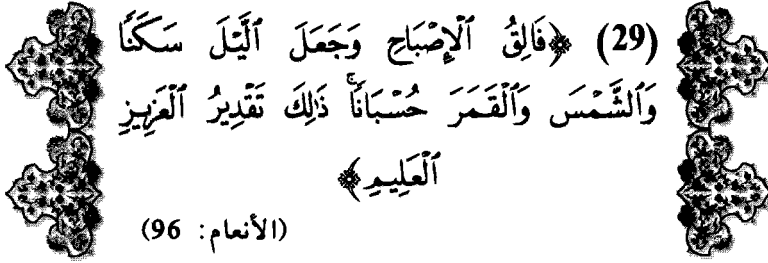 (29) ﴿فَالِقُ ٱلْإِصْبَاحِ وَجَعَلَ ٱلَّيْلَ سَكَنًا
وَٱلشَّمْسَ وَٱلْقَمَرَ حُسْبَانًاۚ ذَٰلِكَ تَقْدِيرُ ٱلْعَزِيزِ
ٱلْعَلِيمِ﴾
(الأنعام: 96)